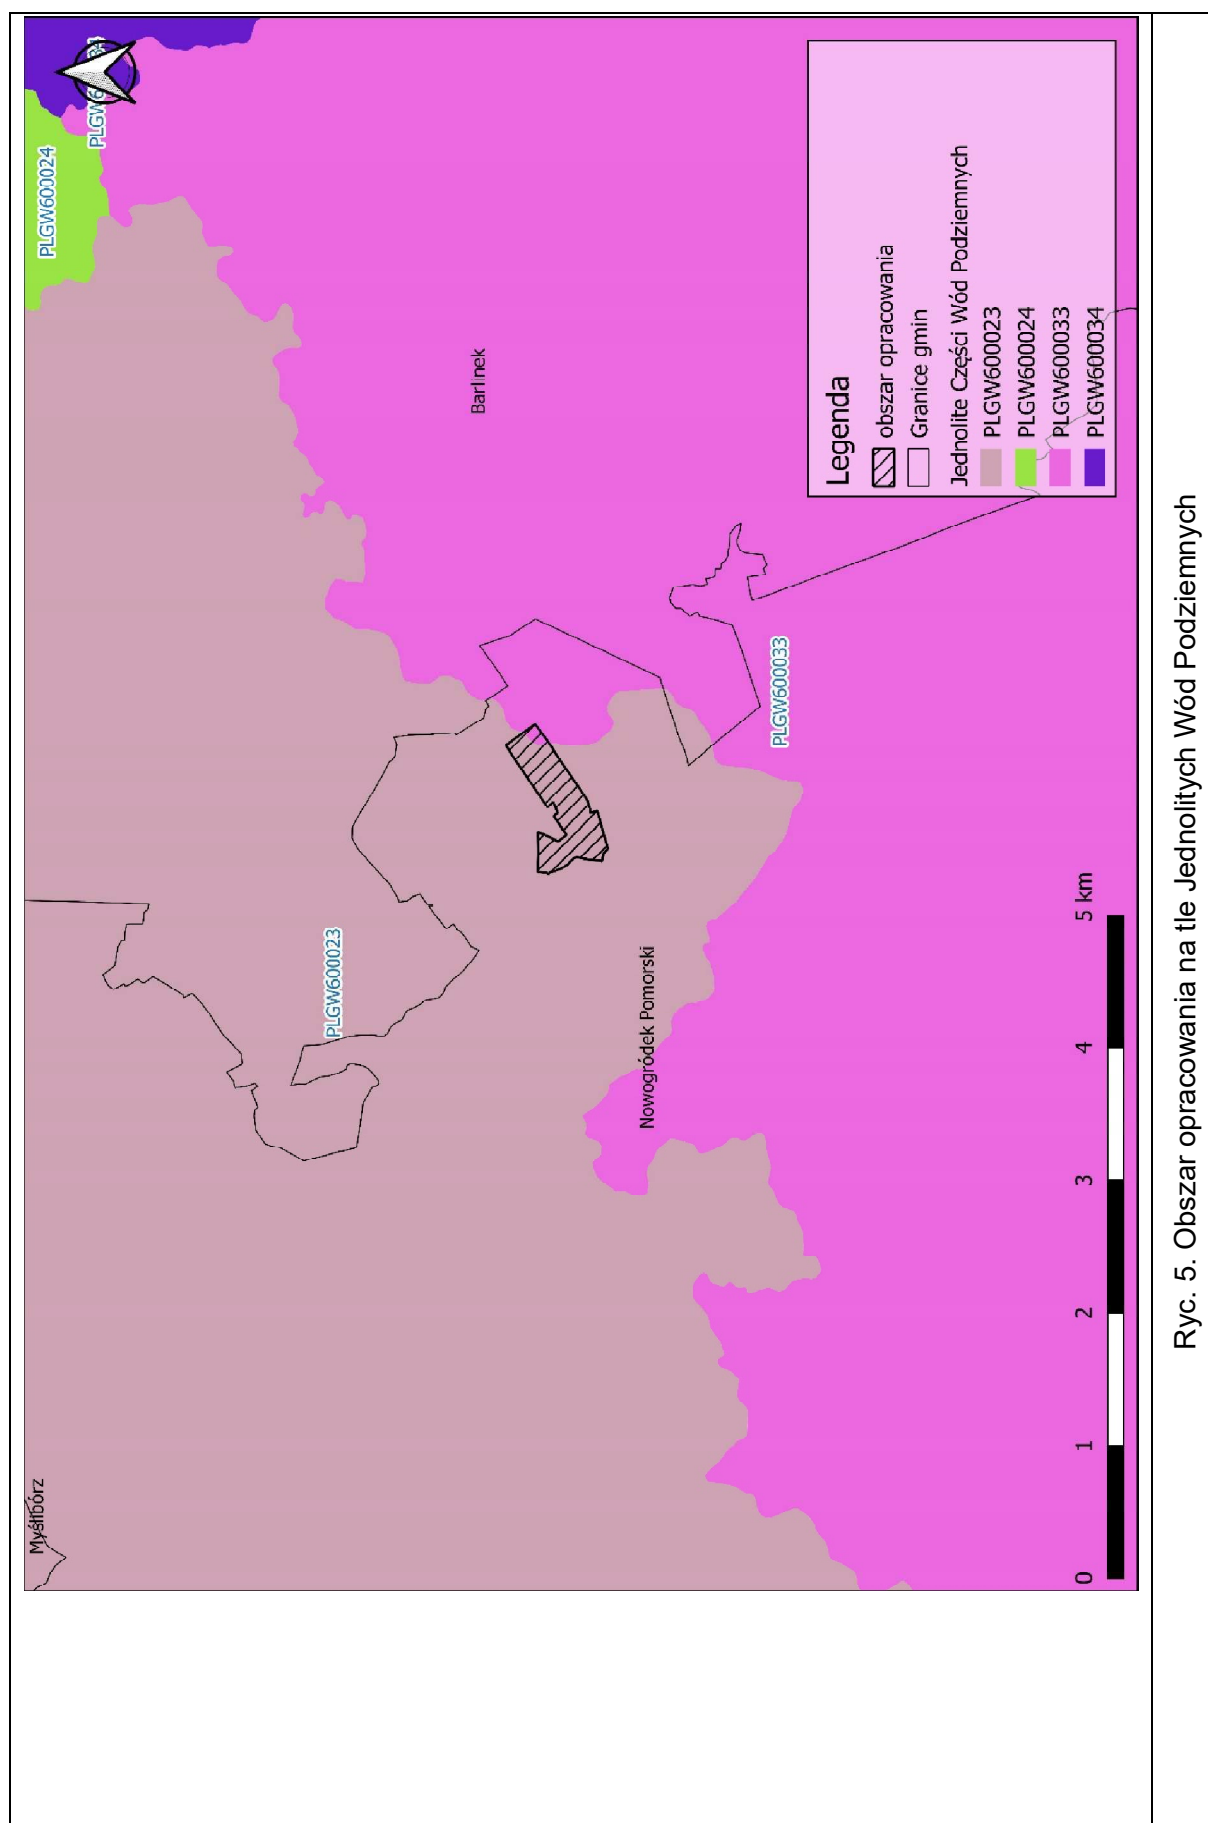 Myślibórz
PLGW600024
PLGW600023
Barlinek
Nowogródek Pomorski
PLGW600033
Legenda
obszar opracowania
Granice gmin
Jednolite Części Wód Podziemnych
PLGW600023
PLGW600024
PLGW600033
PLGW600034
0 1 2 3 4 5 km
Ryc. 5. Obszar opracowania na tle Jednolitych Wód Podziemnych